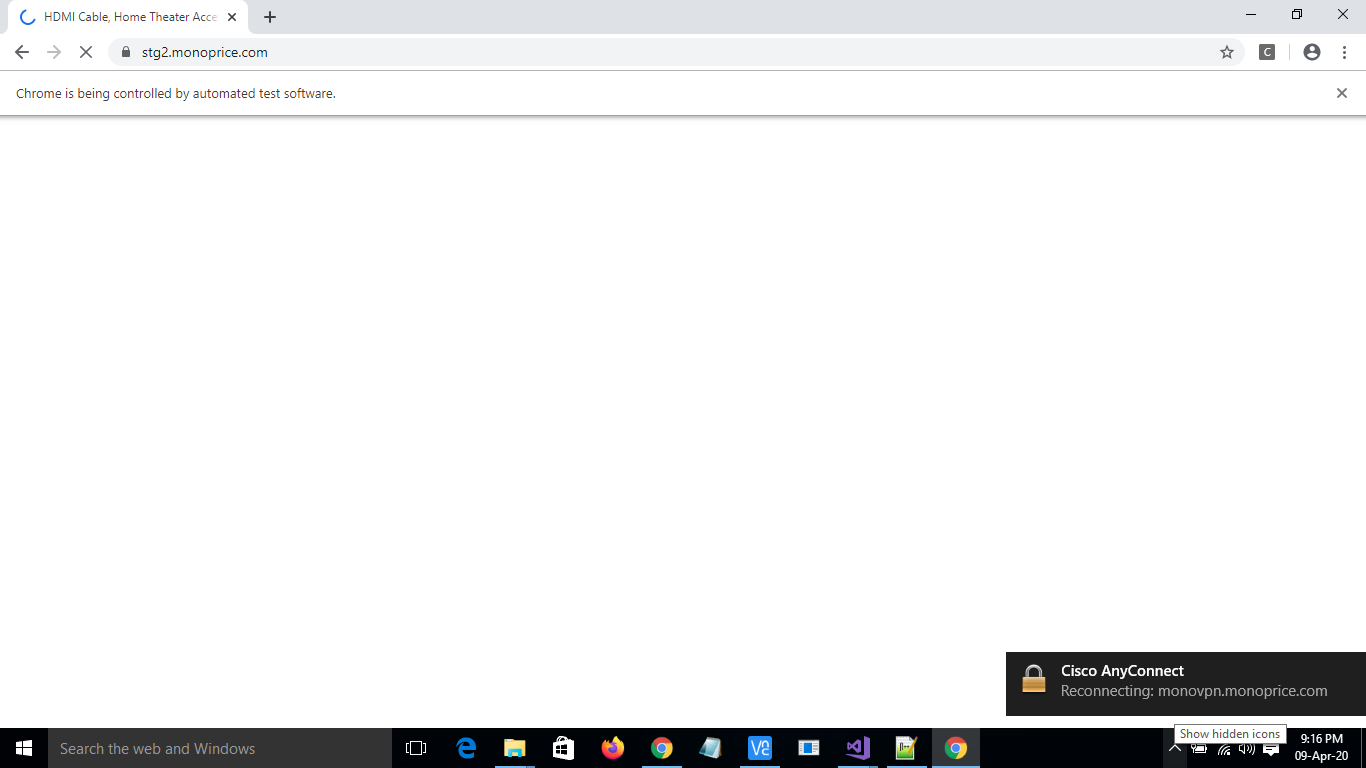 HDMI Cable, Home Theater Acce
stg2.monoprice.com
C
Chrome is being controlled by automated test software.
Cisco AnyConnect
Reconnecting: monovpn.monoprice.com
Show hidden icons
Search the web and Windows
9:16 PM
09-Apr-20